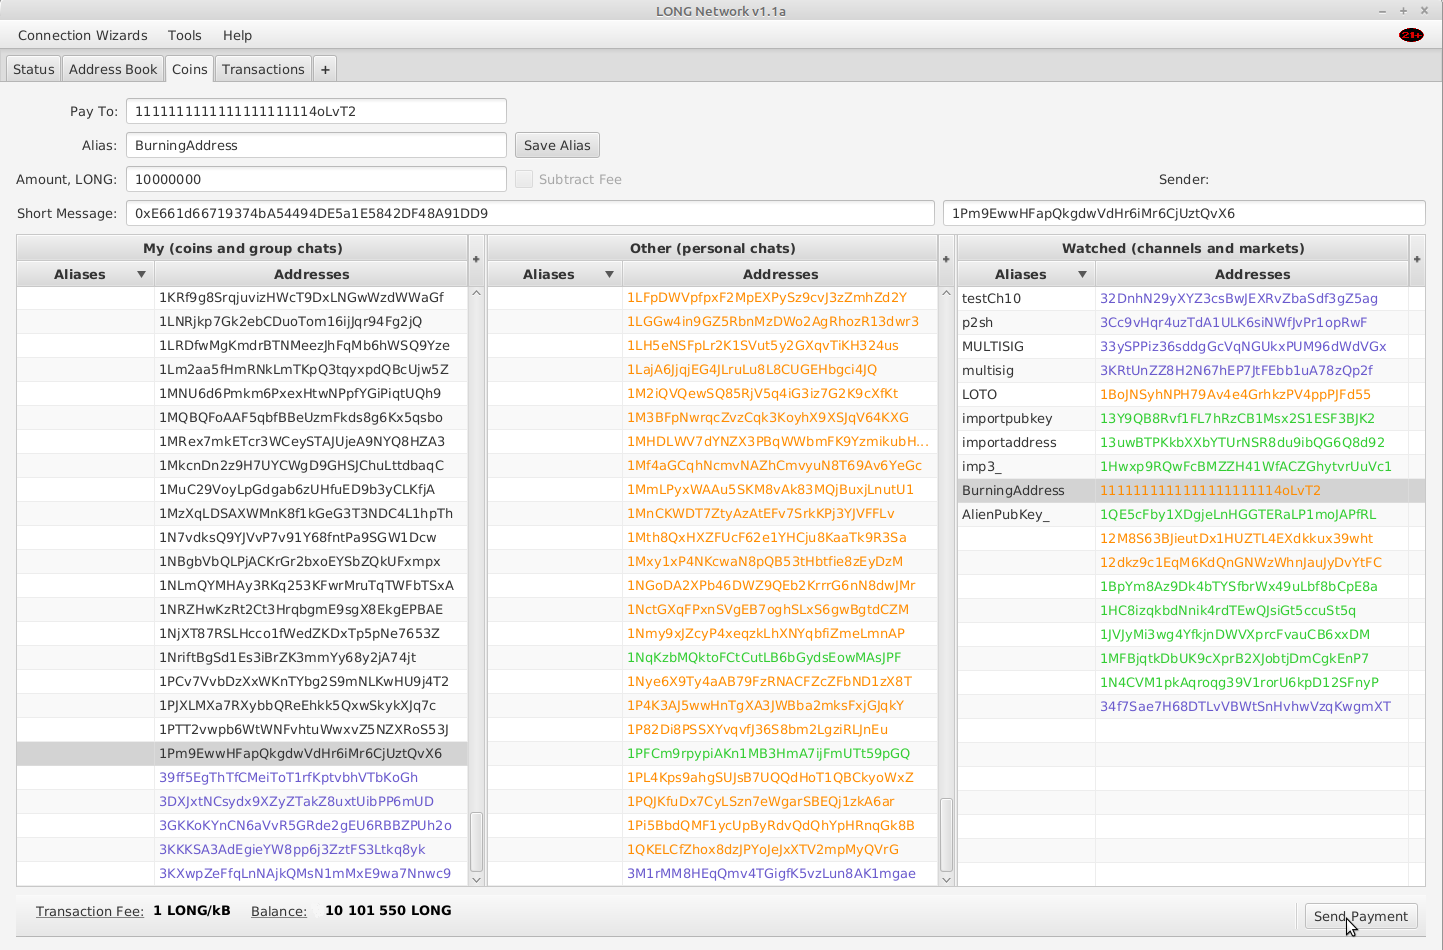 LONG Network v1.1a
Connection Wizards Tools Help 21+
Status Address Book Coins Transactions +
Pay To: 1111111111111111111114oLvT2
Alias: BurningAddress Save Alias
Amount, LONG: 10000000 Subtract Fee Sender:
Short Message: 0xE661d66719374bA54494DE5a1E5842DF48A91DD9 1Pm9EwwHFapQkgdwVdHr6iMr6CjUztQvX6
My (coins and group chats) + Other (personal chats) + Watched (channels and markets) +
Aliases Addresses Aliases Addresses Aliases Addresses
1KRf9g8SrqjuvizHWcT9DxLNGwWzdWWaGf 1LFpDWVpfpxF2MpEXPySz9cvJ3zZmhZd2Y testCh10 32DnhN29yXYZ3csBwJEXRvZbaSdf3gZ5ag
1LNRjkp7Gk2ebCDuoTom16ijJqr94Fg2jQ 1LGGw4in9GZ5RbnMzDWo2AgRhozR13dwr3 p2sh 3Cc9vHqr4uzTdA1ULK6siNWfJvPr1opRwF
1LRDfwMgKmdrBTNMeezJhFqMb6hWSQ9Yze 1LH5eNSFpLr2K1SVut5y2GXqvTiKH324us MULTISIG 33ySPPiz36sddgGcVqNGUkxPUM96dWdVGx
1Lm2aa5fHmRNkLmTKpQ3tqyxpdQBcUjw5Z 1LajA6JjqjEG4JLruLu8L8CUGEHbgci4JQ multisig 3KRtUnZZ8H2N67hEP7JtFEbb1uA78zQp2f
1MNU6d6Pmkm6PxexHtwNPpfYGiPiqtUQh9 1M2iQVQewSQ85RjV5q4iG3iz7G2K9cXfKt LOTO 1BoJNSyhNPH79Av4e4GrhkzPV4ppPJFd55
1MQBQFoAAF5qbfBBeUzmFkds8g6Kx5qsbo 1M3BFpNwrqcZvzCqk3KoyhX9XSJqV64KXG importpubkey 13Y9QB8Rvf1FL7hRzCB1Msx2S1ESF3BJK2
1MRex7mkETcr3WCeySTAJUjeA9NYQ8HZA3 1MHDLWV7dYNZX3PBqWWbmFK9YzmikubH... importaddress 13uwBTPKkbXXbYTUrNSR8du9ibQG6Q8d92
1MkcnDn2z9H7UYCWgD9GHSJChuLttdbaqC 1Mf4aGCqhNcmvNAZhCmvyuN8T69Av6YeGc imp3_ 1Hwxp9RQwFcBMZZH41WfACZGhytvrUuVc1
1MuC29VoyLpGdgab6zUHfuED9b3yCLKfjA 1MmLPyxWAAu5SKM8vAk83MQjBuxjLnutU1 BurningAddress 1111111111111111111114oLvT2
1MzXqLDSAXWMnK8f1kGeG3T3NDC4L1hpTh 1MnCKWDT7ZtyAzAtEFv7SrkKPj3YJVFFLv AlienPubKey_ 1QE5cFby1XDgjeLnHGGTERaLP1moJAPfRL
1N7vdksQ9YJVvP7v91Y68fntPa9SGW1Dcw 1Mth8QxHXZFUcF62e1YHCju8KaaTk9R3Sa 12M8S63BJieutDx1HUZTL4EXdkkux39wht
1NBgbVbQLPjACKrGr2bxoEYSbZQkUFxmpx 1Mxy1xP4NKcwaN8pQB53tHbtfie8zEyDzM 12dkz9c1EqM6KdQnGNWzWhnJauJyDvYtFC
1NLmQYMHAy3RKq253KFwrMruTqTWFbTSxA 1NGoDA2XPb46DWZ9QEb2KrrrG6nN8dwJMr 1BpYm8Az9Dk4bTYSfbrWx49uLbf8bCpE8a
1NRZHwKzRt2Ct3HrqbgmE9sgX8EkgEPBAE 1NctGXqFPxnSVgEB7oghSLxS6gwBgtdCZM 1HC8izqkbdNnik4rdTEwQJsiGt5ccuSt5q
1NjXT87RSLHcco1fWedZKDxTp5pNe7653Z 1Nmy9xJZcyP4xeqzkLhXNYqbfiZmeLmnAP 1JVJyMi3wg4YfkjnDWVXprcFvauCB6xxDM
1NriftBgSd1Es3iBrZK3mmYy68y2jA74jt 1NqKzbMQktoFCtCutLB6bGydsEowMAsJPF 1MFBjqtkDbUK9cXprB2XJobtjDmCgkEnP7
1PCv7VvbDzXxWKnTYbg2S9mNLKwHU9j4T2 1Nye6X9Ty4aAB79FzRNACFZcZFbND1zX8T 1N4CVM1pkAqroqg39V1rorU6kpD12SFnyP
1PJXLMXa7RXybbQReEhkk5QxwSkykXJq7c 1P4K3AJ5wwHnTgXA3JWBba2mksFxjGJqkY 34f7Sae7H68DTLvVBWtSnHvhwVzqKwgmXT
1PTT2vwpb6WtWNFvhtuWwxvZ5NZXRoS53J 1P82Di8PSSXYvqvfJ36S8bm2LgziRLJnEu
1Pm9EwwHFapQkgdwVdHr6iMr6CjUztQvX6 1PFCm9rpypiAKn1MB3HmA7ijFmUTt59pGQ
39ff5EgThTfCMeiToT1rfKptvbhVTbKoGh 1PL4Kps9ahgSUJsB7UQQdHoT1QBCkyoWxZ
3DXJxtNCsydx9XZyZTakZ8uxtUibPP6mUD 1PQJKfuDx7CyLSzn7eWgarSBEQj1zkA6ar
3GKKoKYnCN6aVvR5GRde2gEU6RBBZPUh2o 1Pi5BbdQMF1ycUpByRdvQdQhYpHRnqGk8B
3KKKSA3AdEgieYW8pp6j3ZztFS3Ltkq8yk 1QKELCfZhox8dzJPYoJeJxXTV2mpMyQVrG
3KXwpZeFfqLnNAjkQMsN1mMxE9wa7Nnwc9 3M1rMM8HEqQmv4TGigfK5vzLun8AK1mgae
Transaction Fee: 1 LONG/kB Balance: 10 101 550 LONG Send Payment